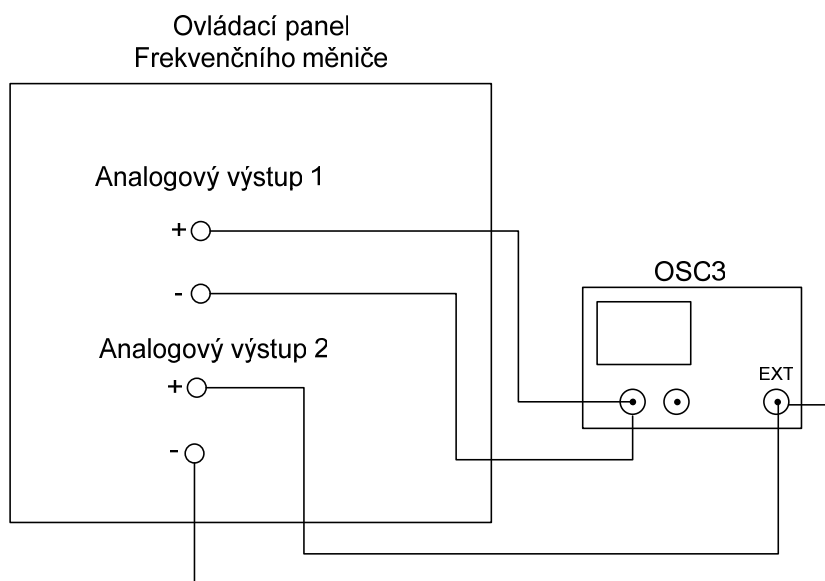 Ovládací panel
Frekvenčního měniče
Analogový výstup 1
+
-
OSC3
Analogový výstup 2
EXT
+
-